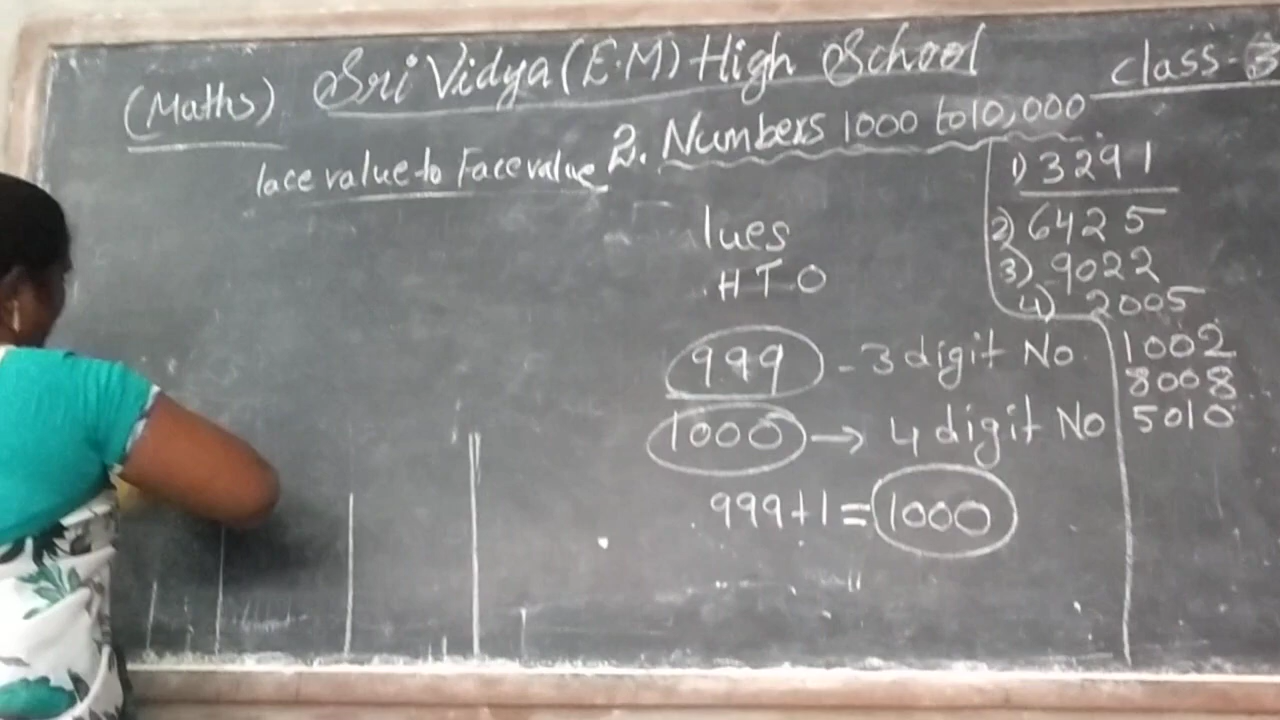 (Maths) Sri Vidya (E.M) High School class-3
2. Numbers 1000 to 10,000
lace value to Face value
lues
H T O
999 - 3 digit No
1000 → 4 digit No
999+1=1000
1) 3291
2) 6425
3) 9022
4) 2005
1002
8008
5010